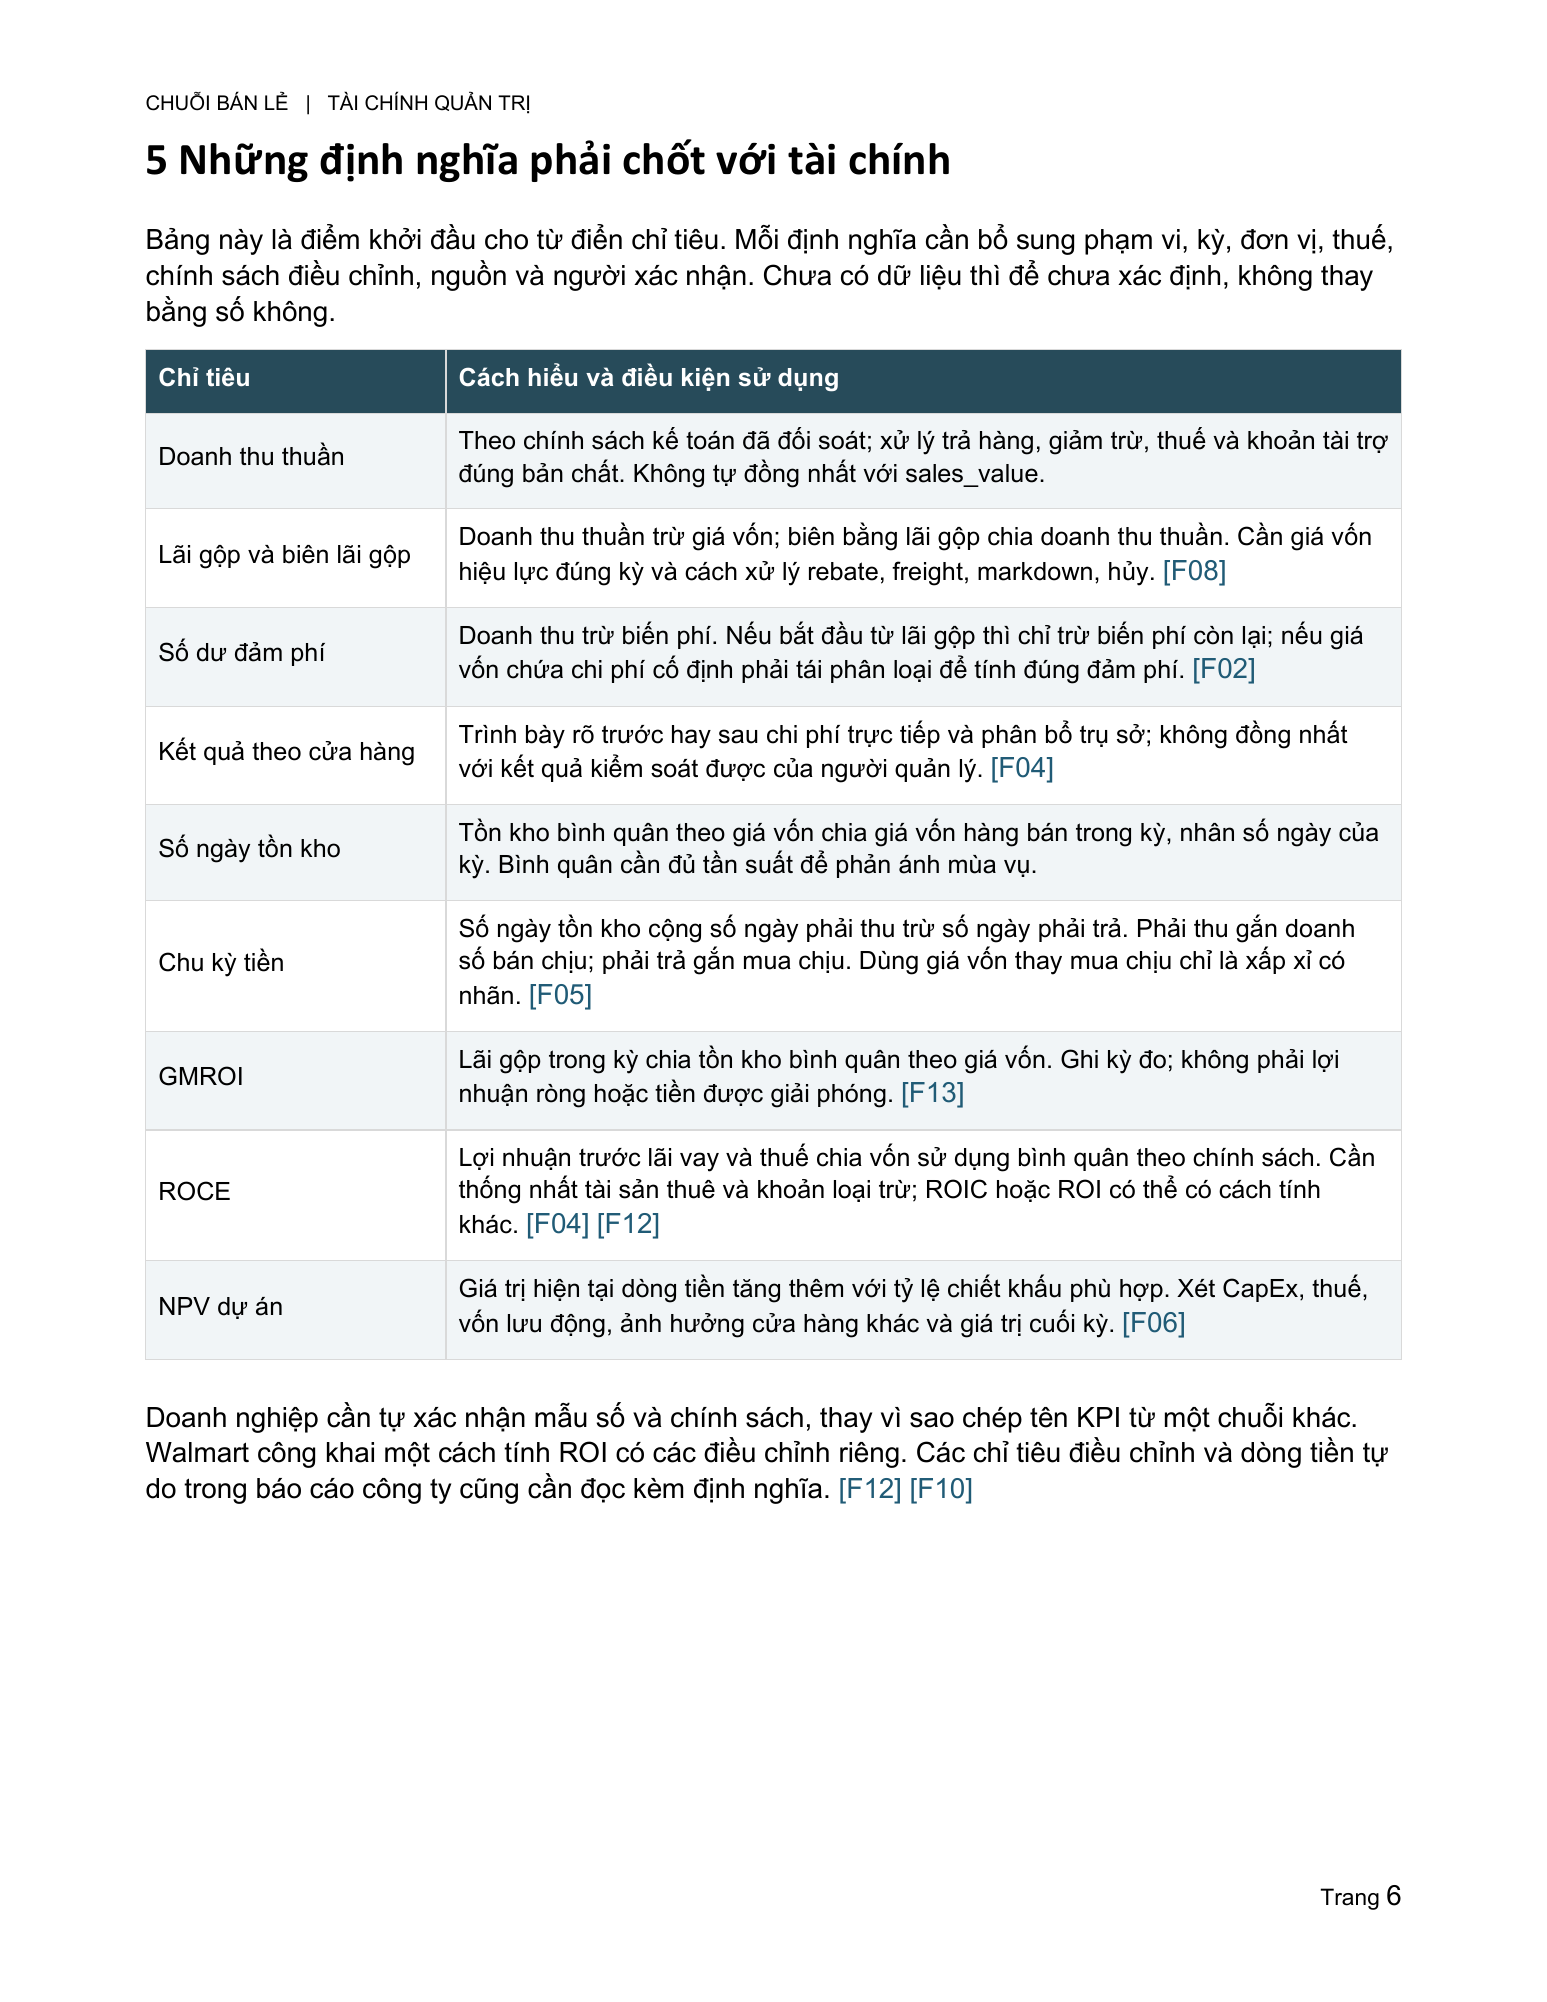 CHUỖI BÁN LẺ | TÀI CHÍNH QUẢN TRỊ
5 Những định nghĩa phải chốt với tài chính
Bảng này là điểm khởi đầu cho từ điển chỉ tiêu. Mỗi định nghĩa cần bổ sung phạm vi, kỳ, đơn vị, thuế,
chính sách điều chỉnh, nguồn và người xác nhận. Chưa có dữ liệu thì để chưa xác định, không thay
bằng số không.
Chỉ tiêu
Cách hiểu và điều kiện sử dụng
Doanh thu thuần
Theo chính sách kế toán đã đối soát; xử lý trả hàng, giảm trừ, thuế và khoản tài trợ
đúng bản chất. Không tự đồng nhất với sales_value.
Lãi gộp và biên lãi gộp
Doanh thu thuần trừ giá vốn; biên bằng lãi gộp chia doanh thu thuần. Cần giá vốn
hiệu lực đúng kỳ và cách xử lý rebate, freight, markdown, hủy. [F08]
Số dư đảm phí
Doanh thu trừ biến phí. Nếu bắt đầu từ lãi gộp thì chỉ trừ biến phí còn lại; nếu giá
vốn chứa chi phí cố định phải tái phân loại để tính đúng đảm phí. [F02]
Kết quả theo cửa hàng
Trình bày rõ trước hay sau chi phí trực tiếp và phân bổ trụ sở; không đồng nhất
với kết quả kiểm soát được của người quản lý. [F04]
Số ngày tồn kho
Tồn kho bình quân theo giá vốn chia giá vốn hàng bán trong kỳ, nhân số ngày của
kỳ. Bình quân cần đủ tần suất để phản ánh mùa vụ.
Chu kỳ tiền
Số ngày tồn kho cộng số ngày phải thu trừ số ngày phải trả. Phải thu gắn doanh
số bán chịu; phải trả gắn mua chịu. Dùng giá vốn thay mua chịu chỉ là xấp xỉ có
nhãn. [F05]
GMROI
Lãi gộp trong kỳ chia tồn kho bình quân theo giá vốn. Ghi kỳ đo; không phải lợi
nhuận ròng hoặc tiền được giải phóng. [F13]
ROCE
Lợi nhuận trước lãi vay và thuế chia vốn sử dụng bình quân theo chính sách. Cần
thống nhất tài sản thuê và khoản loại trừ; ROIC hoặc ROI có thể có cách tính
khác. [F04] [F12]
NPV dự án
Giá trị hiện tại dòng tiền tăng thêm với tỷ lệ chiết khấu phù hợp. Xét CapEx, thuế,
vốn lưu động, ảnh hưởng cửa hàng khác và giá trị cuối kỳ. [F06]
Doanh nghiệp cần tự xác nhận mẫu số và chính sách, thay vì sao chép tên KPI từ một chuỗi khác.
Walmart công khai một cách tính ROI có các điều chỉnh riêng. Các chỉ tiêu điều chỉnh và dòng tiền tự
do trong báo cáo công ty cũng cần đọc kèm định nghĩa. [F12] [F10]
Trang 6